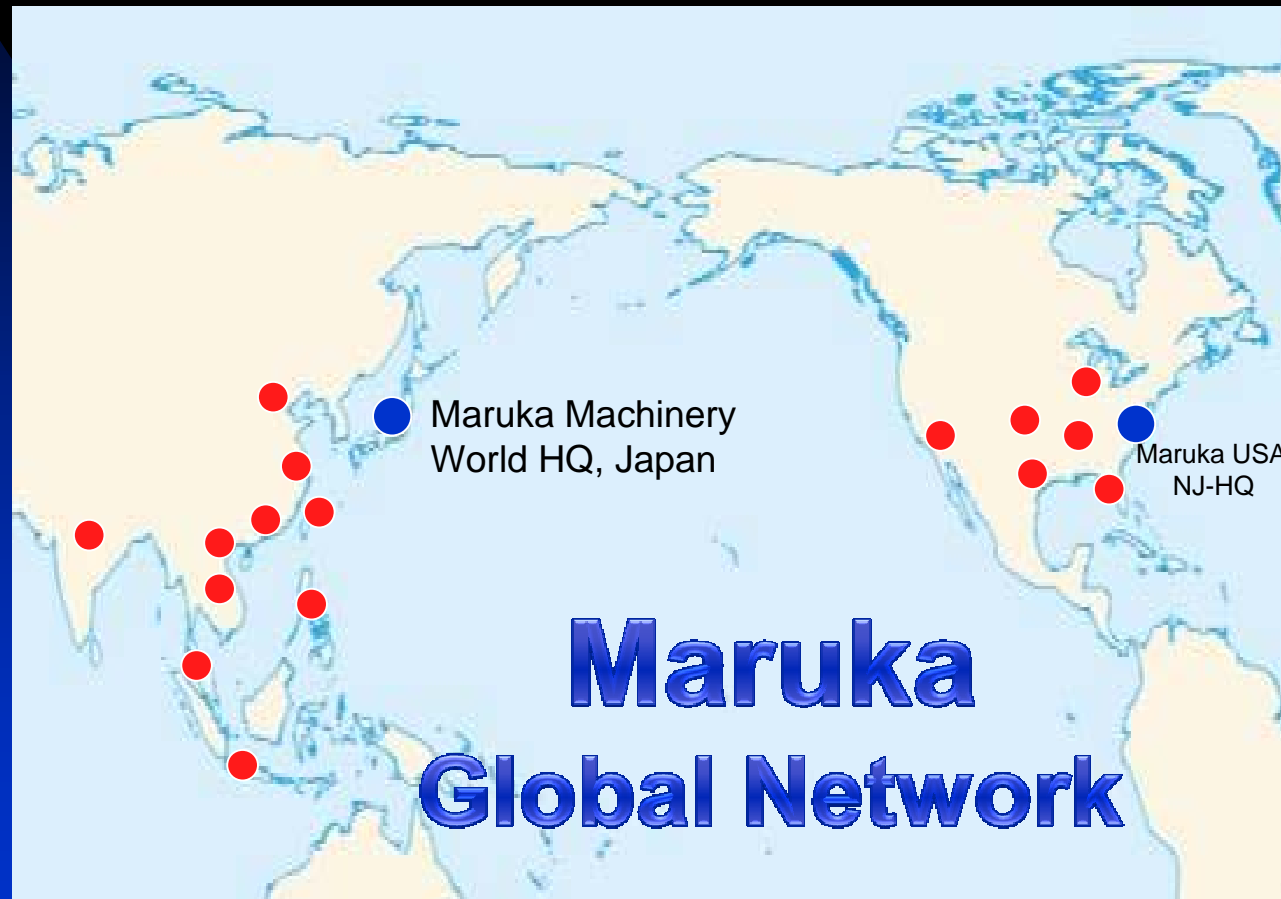 Maruka Machinery
World HQ, Japan
Maruka USA
NJ-HQ
Maruka
Global Network